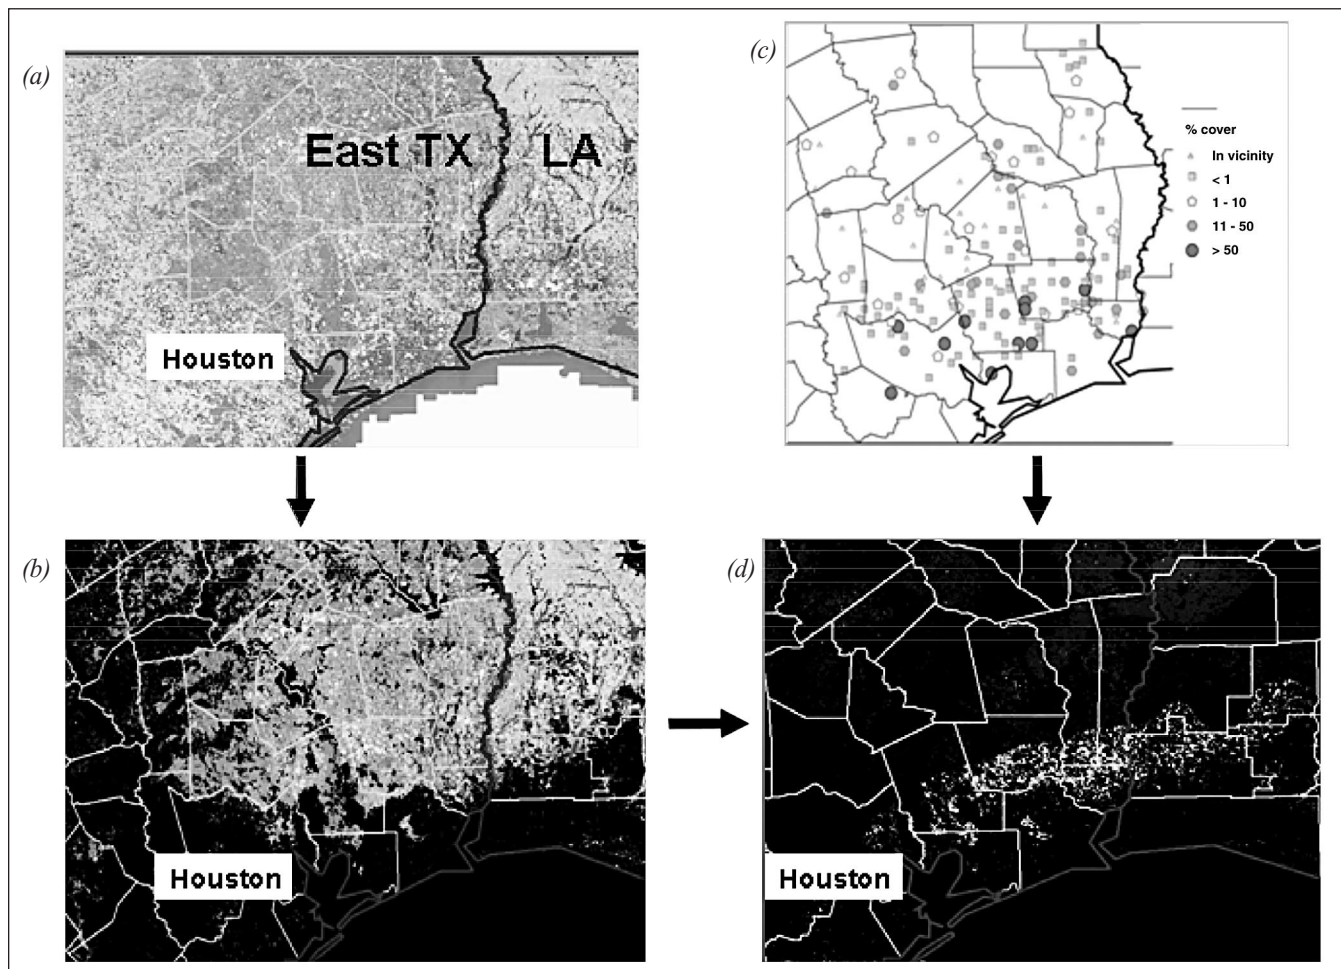 (a)
East TX
LA
Houston
(c)
% cover
In vicinity
< 1
1 - 10
11 - 50
> 50
(b)
Houston
(d)
Houston